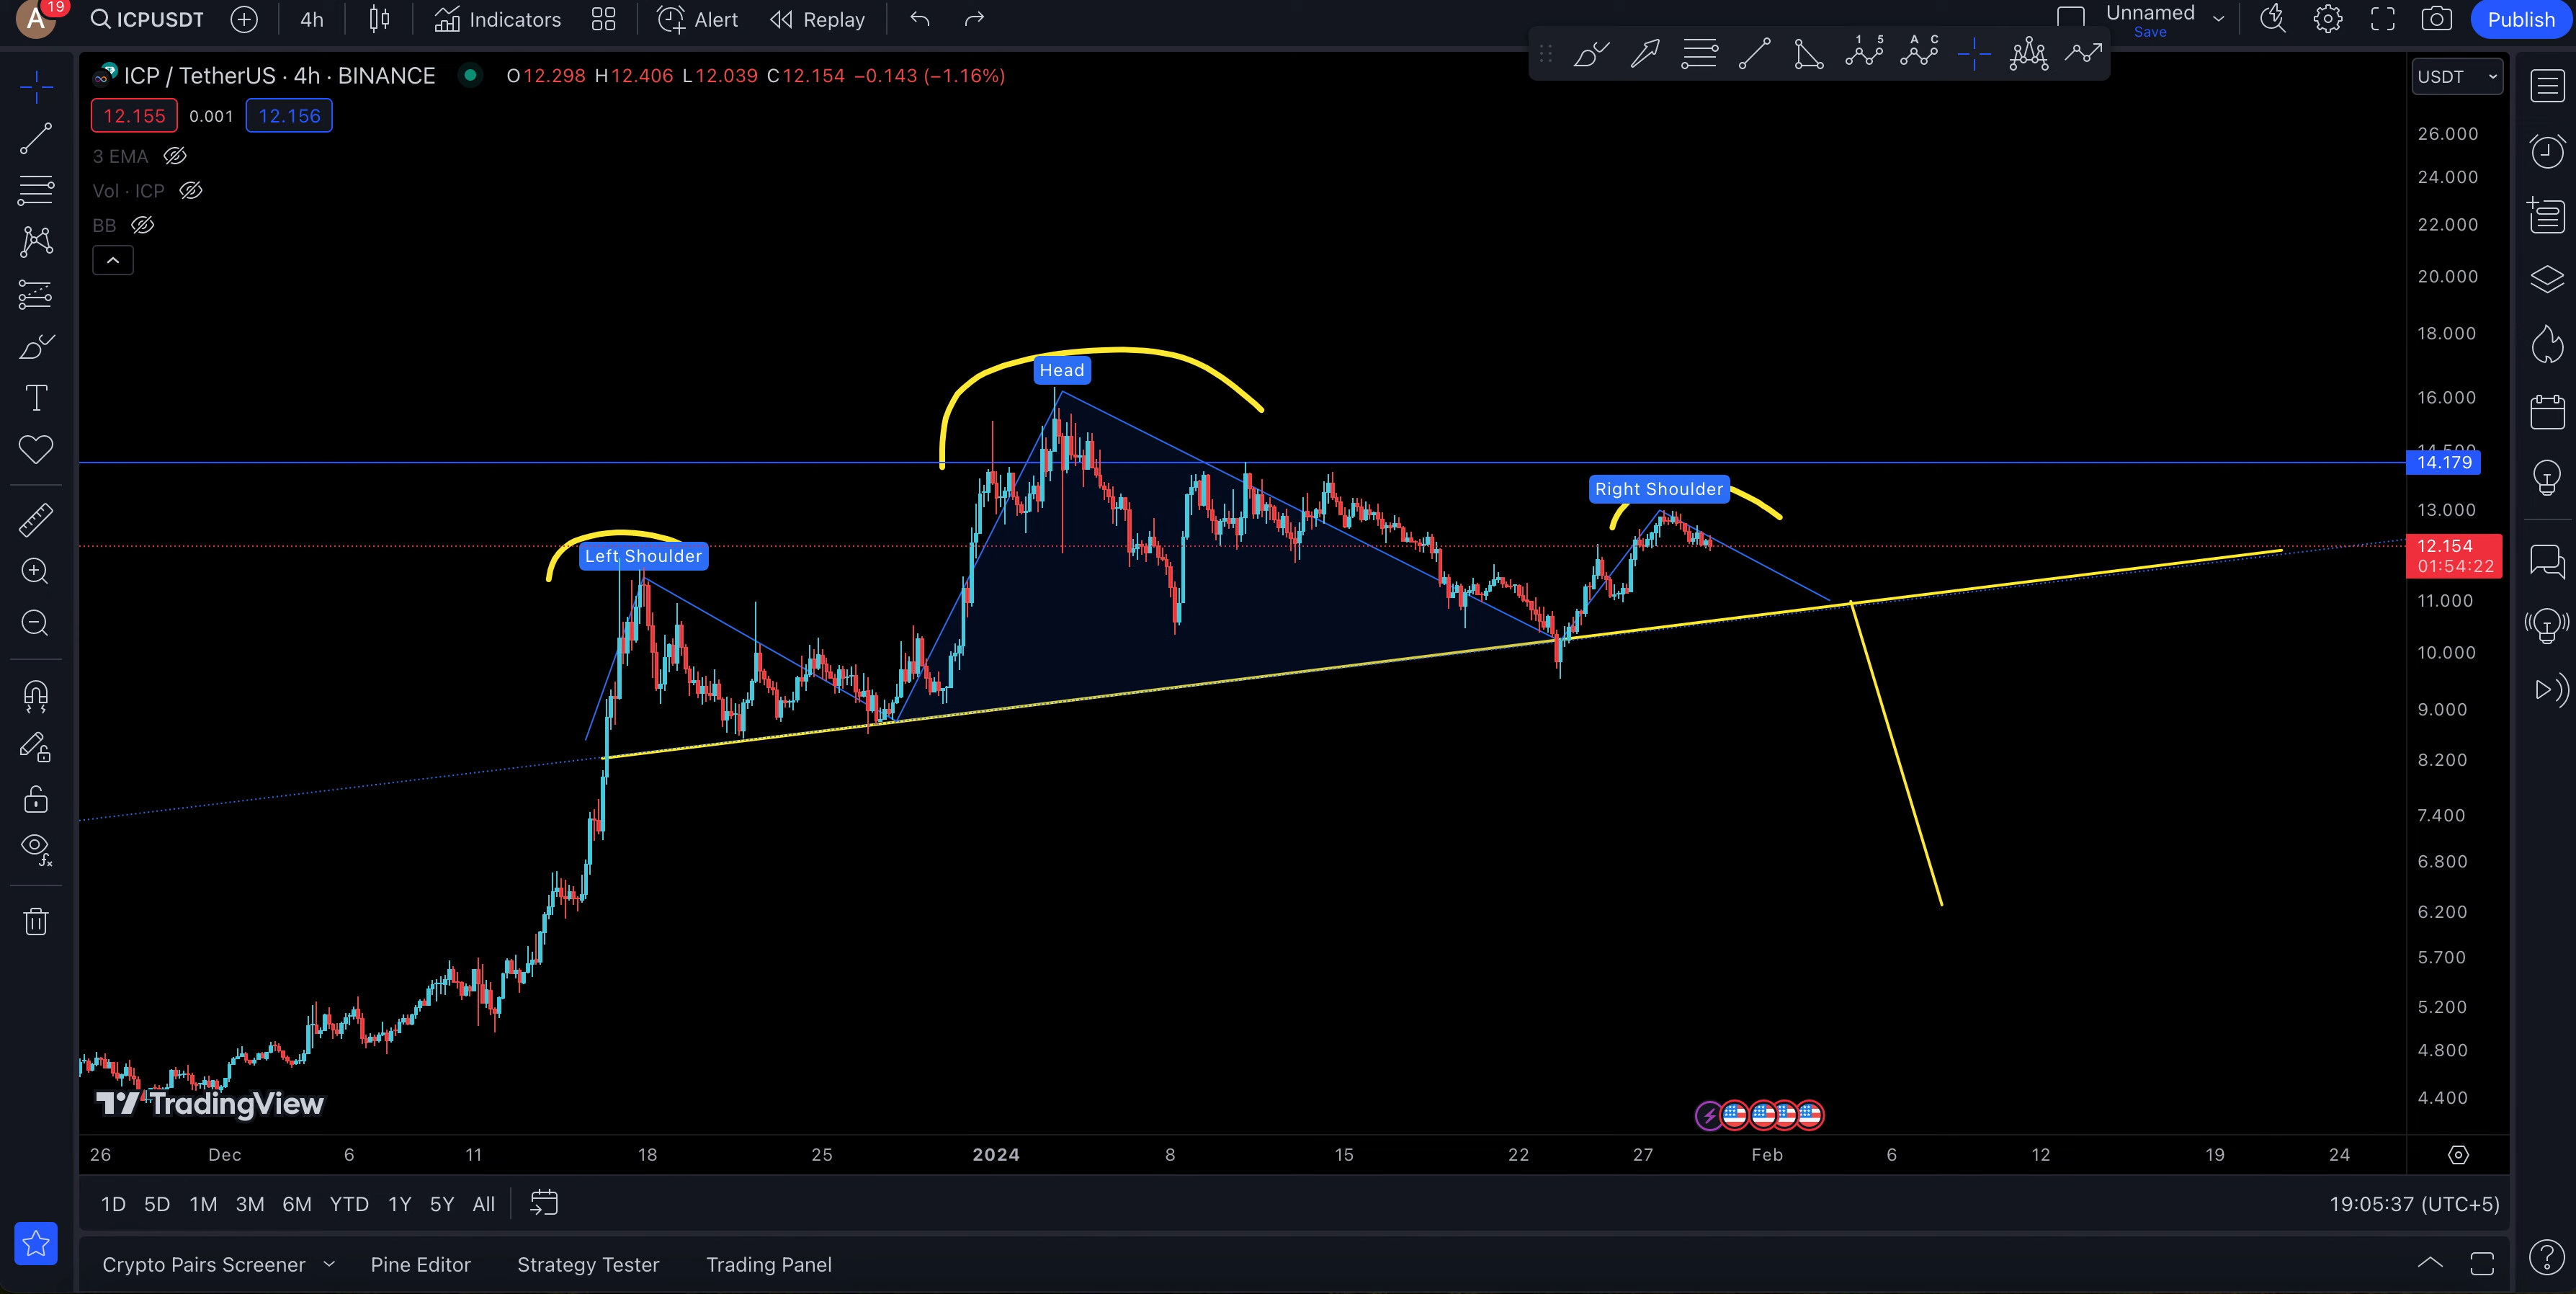 A 19 ICPUSDT 4h Indicators Alert Replay Unnamed Publish
Save
1 5 A C
ICP / TetherUS · 4h · BINANCE O12.298 H12.406 L12.039 C12.154 −0.143 (−1.16%)
USDT
12.155 0.001 12.156
3 EMA
Vol · ICP
BB
26.000
24.000
22.000
20.000
18.000
Head
16.000
14.179
Right Shoulder
13.000
Left Shoulder
12.154
01:54:22
11.000
10.000
9.000
8.200
7.400
6.800
6.200
5.700
5.200
4.800
4.400
TradingView
26 Dec 6 11 18 25 2024 8 15 22 27 Feb 6 12 19 24
1D 5D 1M 3M 6M YTD 1Y 5Y All 19:05:37 (UTC+5)
Crypto Pairs Screener Pine Editor Strategy Tester Trading Panel